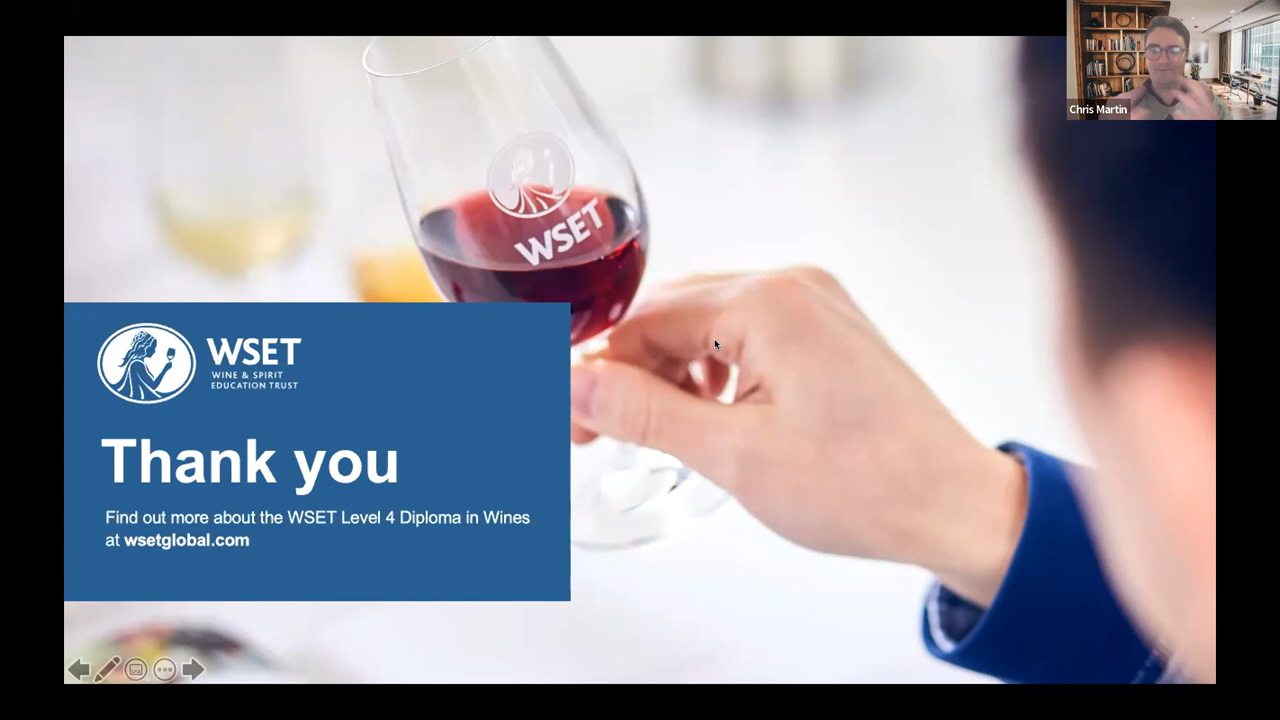 Chris Martin
WSET
WSET
WINE & SPIRIT
EDUCATION TRUST
Thank you
Find out more about the WSET Level 4 Diploma in Wines
at wsetglobal.com